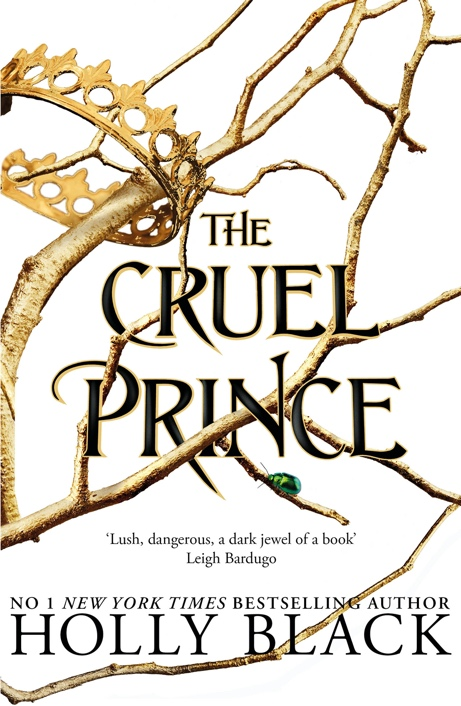 THE
CRUEL
PRINCE
‘Lush, dangerous, a dark jewel of a book’
Leigh Bardugo
NO 1 NEW YORK TIMES BESTSELLING AUTHOR
HOLLY BLACK